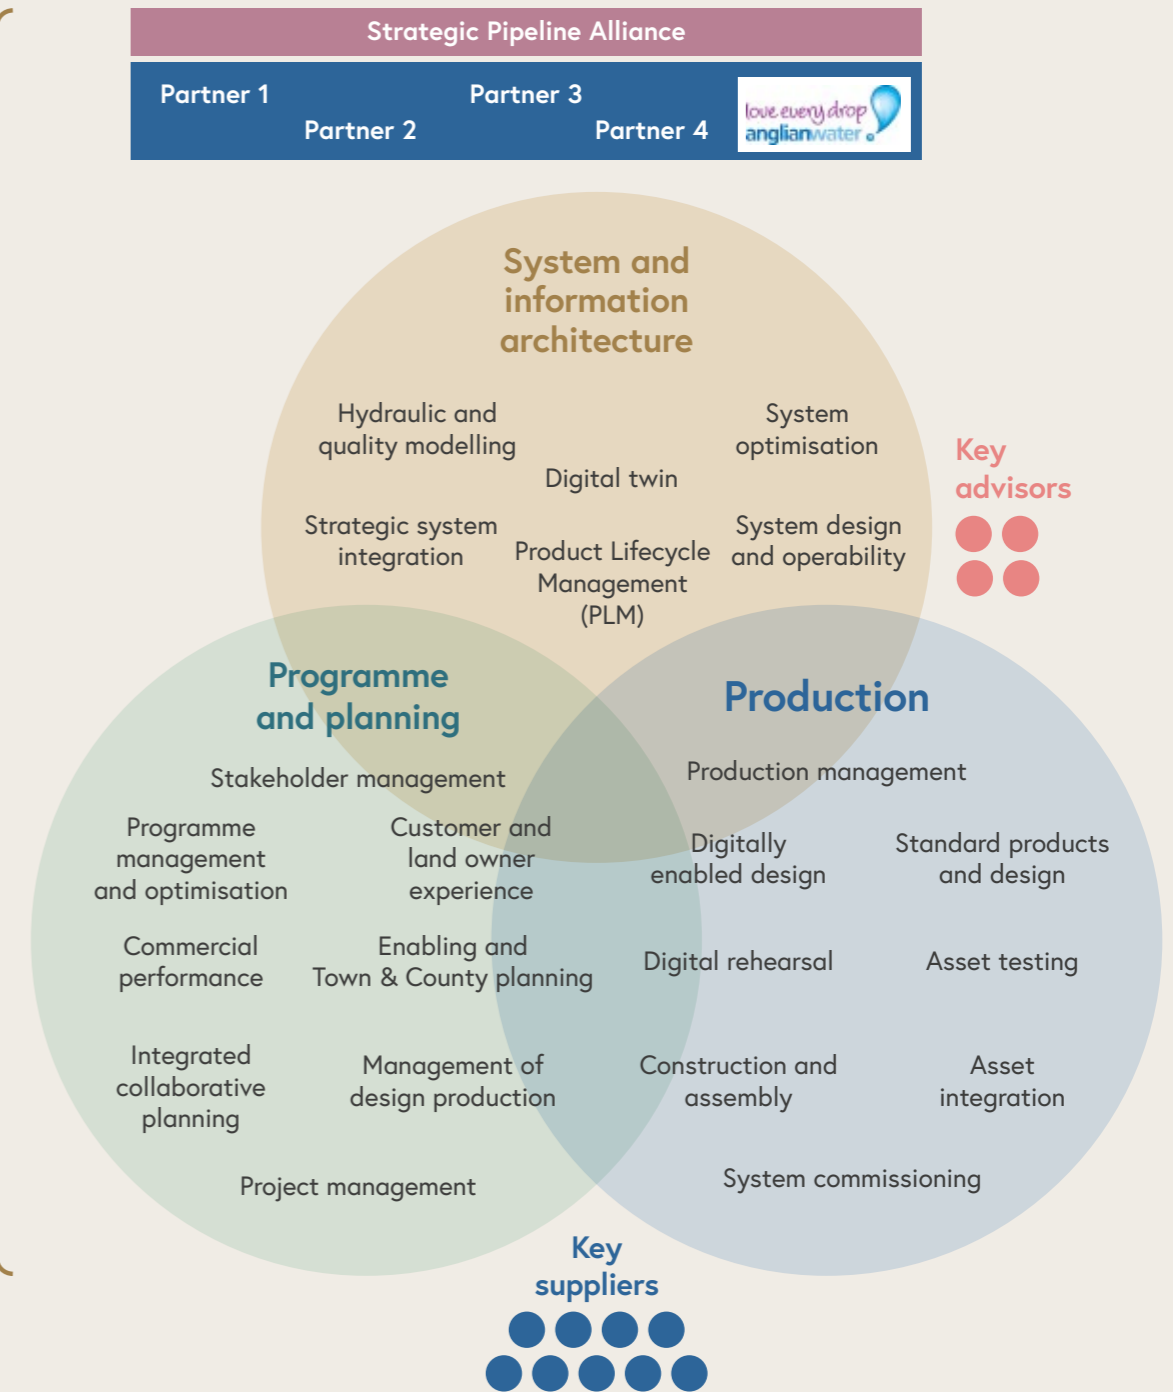 Strategic Pipeline Alliance
Partner 1
Partner 2
Partner 3
Partner 4
love every drop
anglianwater
System and
information
architecture
Hydraulic and
quality modelling
Digital twin
System
optimisation
Strategic system
integration
Product Lifecycle
Management
(PLM)
System design
and operability
Key
advisors
Programme
and planning
Stakeholder management
Programme
management
and optimisation
Customer and
land owner
experience
Commercial
performance
Enabling and
Town & County planning
Integrated
collaborative
planning
Management of
design production
Project management
Production
Production management
Digitally
enabled design
Standard products
and design
Digital rehearsal
Asset testing
Construction and
assembly
Asset
integration
System commissioning
Key
suppliers